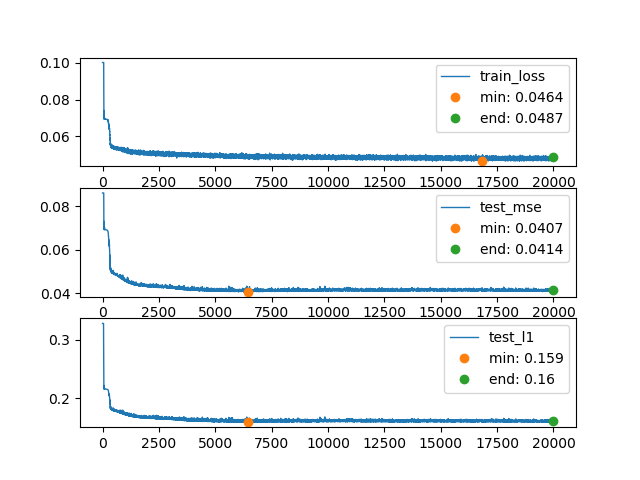 0.10
0.08
0.06
train_loss
min: 0.0464
end: 0.0487
0 2500 5000 7500 10000 12500 15000 17500 20000
0.08
0.06
0.04
test_mse
min: 0.0407
end: 0.0414
0 2500 5000 7500 10000 12500 15000 17500 20000
0.3
0.2
test_l1
min: 0.159
end: 0.16
0 2500 5000 7500 10000 12500 15000 17500 20000